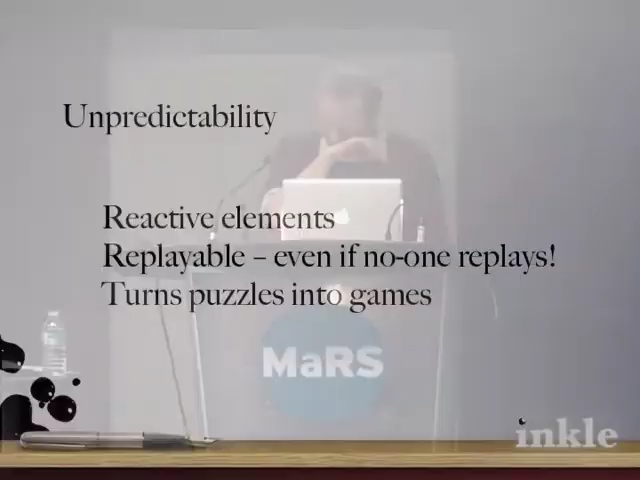 Unpredictability
Reactive elements
Replayable – even if no-one replays!
Turns puzzles into games
MaRS
inkle